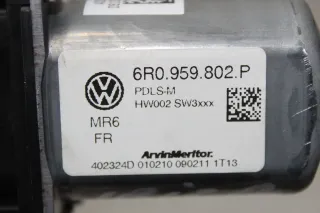 6R0.959.802.P
PDLS-M
HW002 SW3xxx
MR6
FR
ArvinMeritor.
402324D 010210 090211 1T13